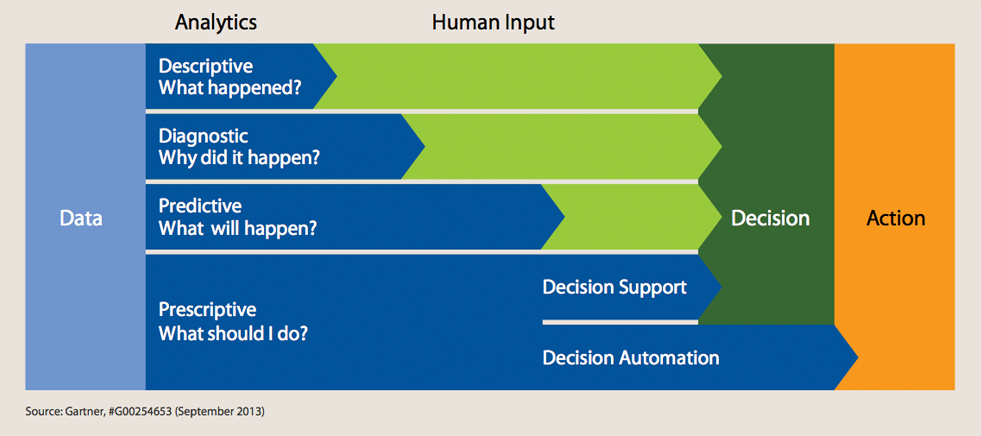 Analytics
Human Input
Descriptive
What happened?
Diagnostic
Why did it happen?
Predictive
What will happen?
Data
Decision
Action
Prescriptive
What should I do?
Decision Support
Decision Automation
Source: Gartner, #G00254653 (September 2013)